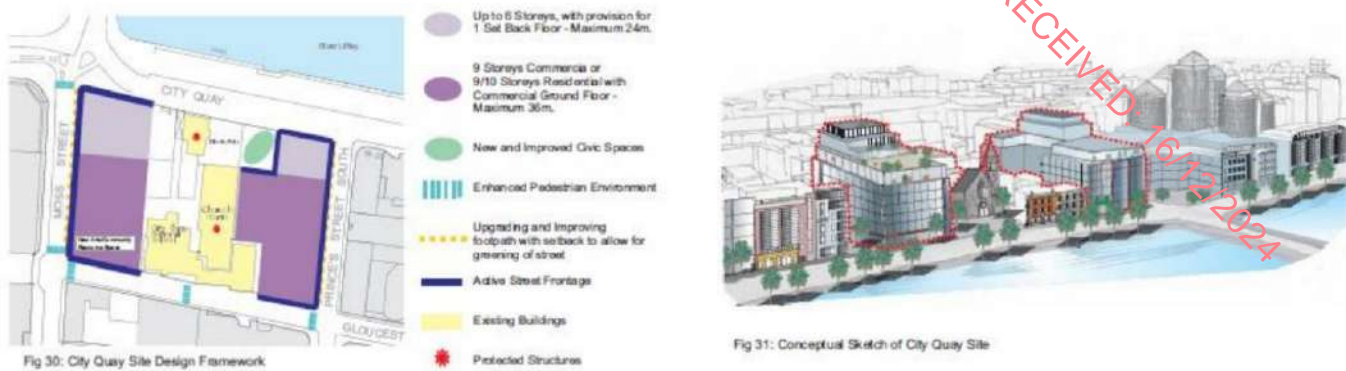 CITY QUAY
MOSS STREET
PRINCE'S STREET SOUTH
GLOUCEST
Fig 30: City Quay Site Design Framework
Up to 6 Storeys, with provision for
1 Set Back Floor - Maximum 24m.
9 Storeys Commercia or
9/10 Storeys Residential with
Commercial Ground Floor -
Maximum 36m.
New and Improved Civic Spaces
Enhanced Pedestrian Environment
Upgrading and Improving
footpath with setback to allow for
greening of street
Active Street Frontage
Existing Buildings
Protected Structures
RECEIVED: 16/12/2024
Fig 31: Conceptual Sketch of City Quay Site